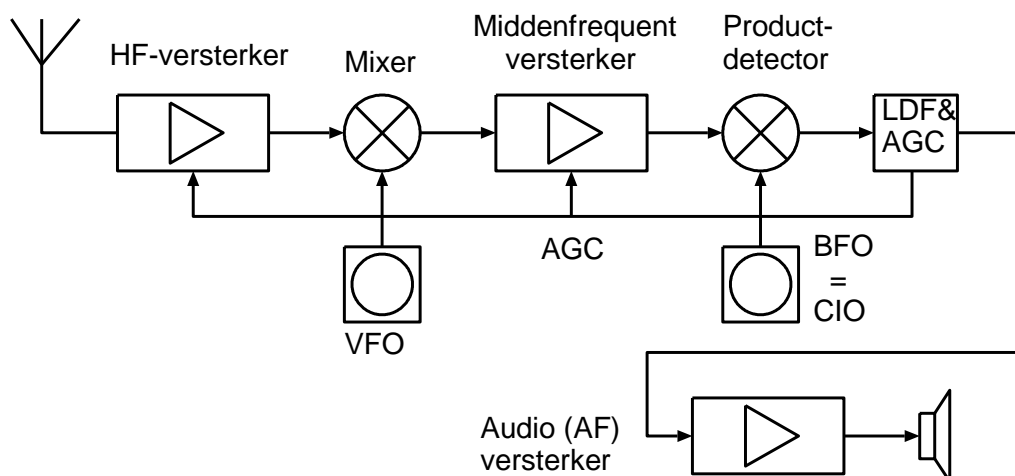 HF-versterker
Mixer
Middenfrequent
versterker
Product-
detector
LDF&
AGC
AGC
VFO
BFO
=
CIO
Audio (AF)
versterker